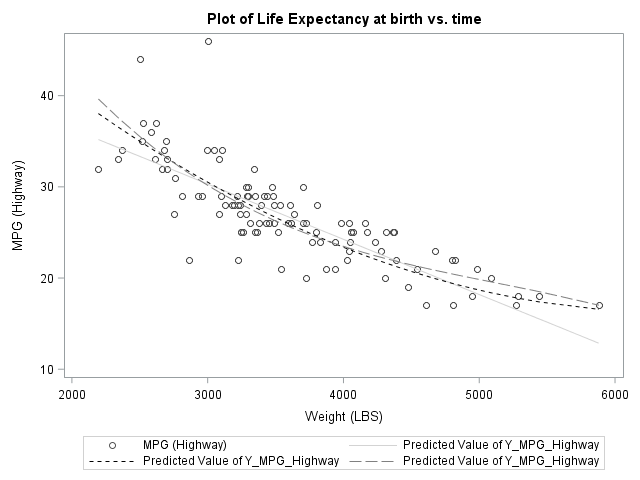 Plot of Life Expectancy at birth vs. time
MPG (Highway)
40
30
20
10
2000 3000 4000 5000 6000
Weight (LBS)
MPG (Highway) Predicted Value of Y_MPG_Highway
Predicted Value of Y_MPG_Highway Predicted Value of Y_MPG_Highway